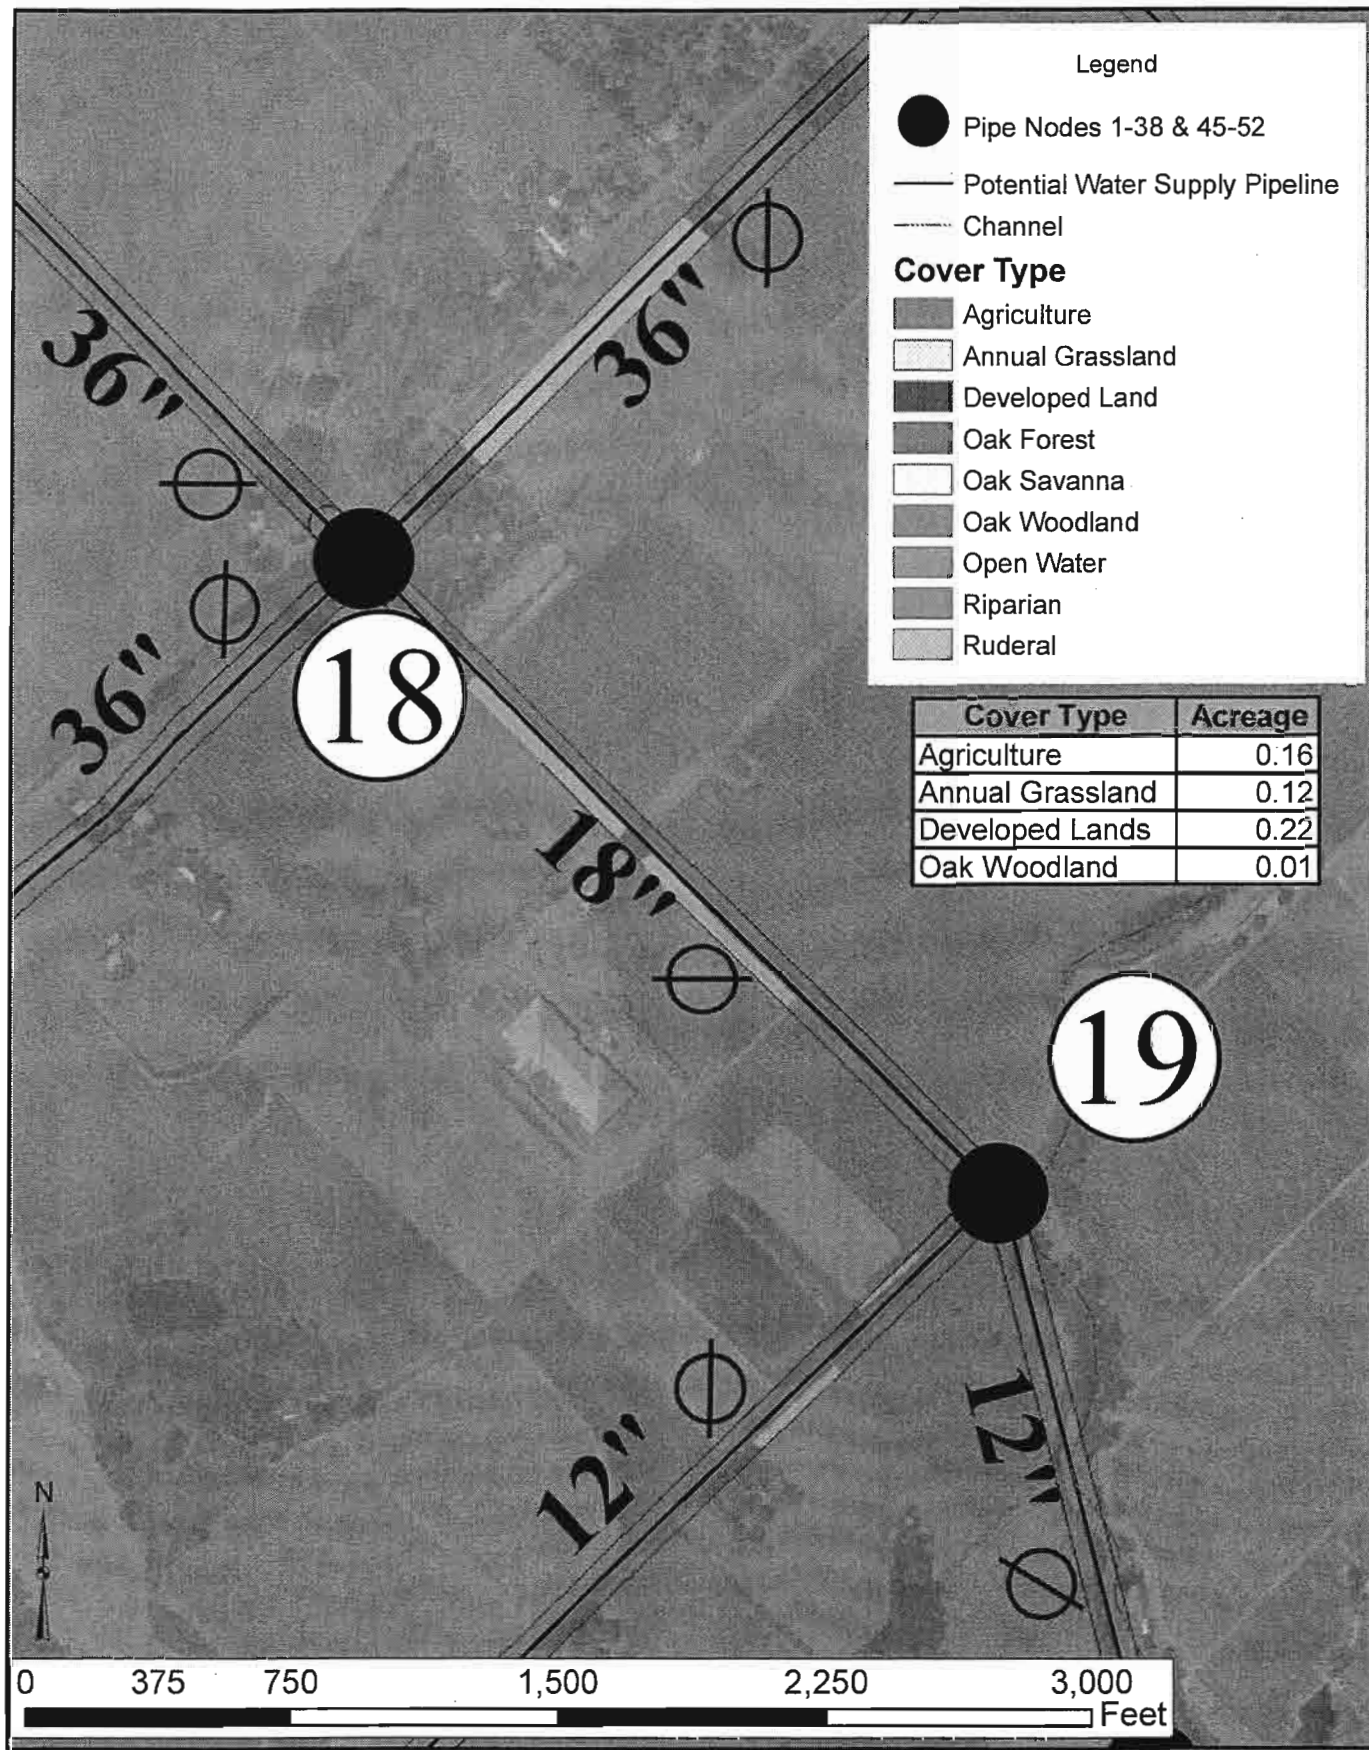 Legend
Pipe Nodes 1-38 & 45-52
Potential Water Supply Pipeline
Channel
Cover Type
Agriculture
Annual Grassland
Developed Land
Oak Forest
Oak Savanna
Oak Woodland
Open Water
Riparian
Ruderal
36"
36"
Cover Type Acreage
Agriculture 0.16
Annual Grassland 0.12
Developed Lands 0.22
Oak Woodland 0.01
36"
18
18"
19
12"
12"
N
0 375 750 1,500 2,250 3,000
Feet